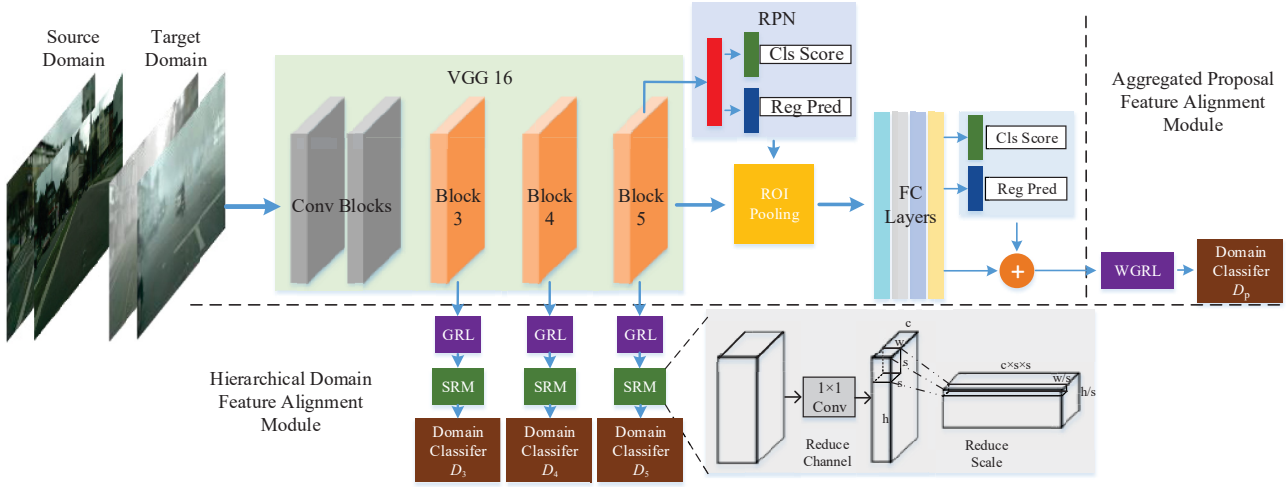 Source
Domain
Target
Domain
VGG 16
Conv Blocks
Block
3
Block
4
Block
5
RPN
Cls Score
Reg Pred
ROI
Pooling
FC
Layers
Cls Score
Reg Pred
+
Aggregated Proposal
Feature Alignment
Module
WGRL
Domain
Classifer
Dp
Hierarchical Domain
Feature Alignment
Module
GRL
GRL
GRL
SRM
SRM
SRM
Domain
Classifer
D3
Domain
Classifer
D4
Domain
Classifer
D5
1×1
Conv
Reduce
Channel
c
w
s
s
h
Reduce
Scale
c×s×s
w/s
h/s